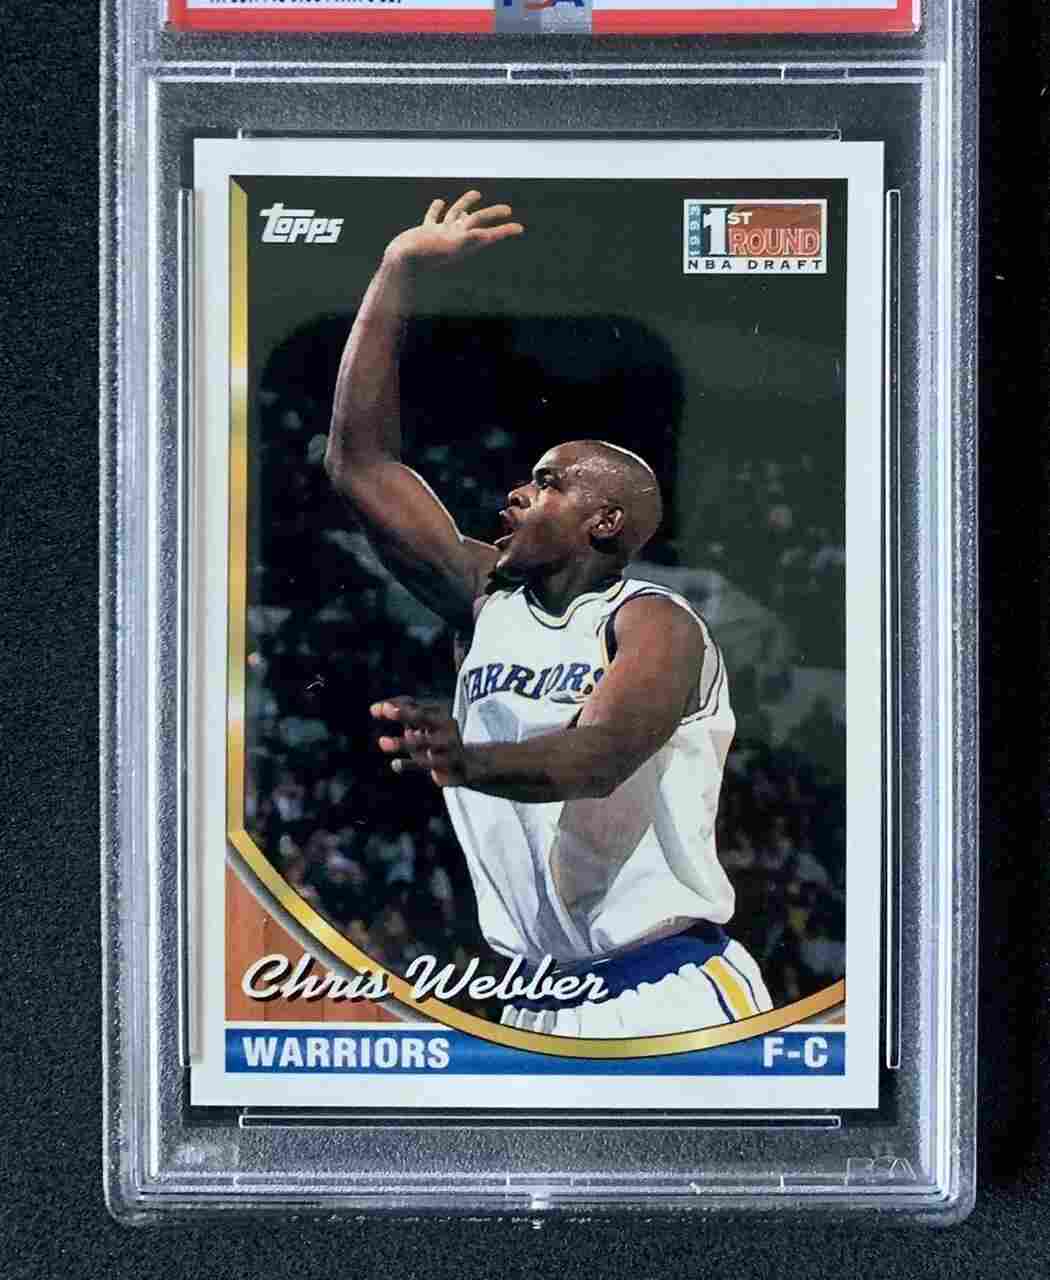 topps
1993
1ST
ROUND
NBA DRAFT
WARRIORS
Chris Webber
WARRIORS F-C